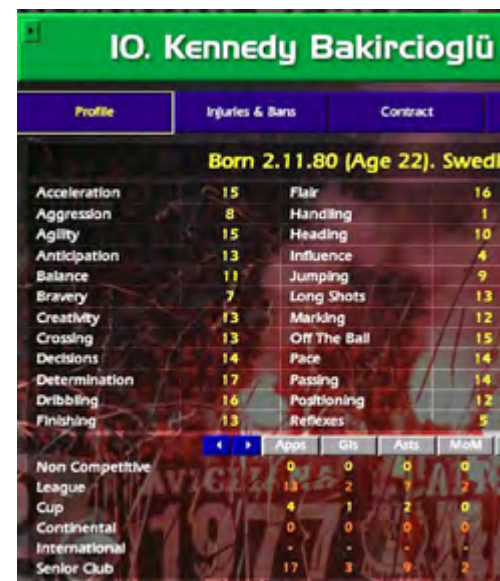 10. Kennedy Bakircioglü
Profile Injuries & Bans Contract
Born 2.11.80 (Age 22). Swedi
Acceleration 15 Flair 16
Aggression 8 Handling 1
Agility 15 Heading 10
Anticipation 13 Influence 4
Balance 11 Jumping 9
Bravery 7 Long Shots 13
Creativity 13 Marking 12
Crossing 13 Off The Ball 15
Decisions 14 Pace 14
Determination 17 Passing 14
Dribbling 16 Positioning 12
Finishing 13 Reflexes 5
Apps Gls Asts MoM
Non Competitive 0 0 0 0
League 13 2 7 2
Cup 4 1 2 0
Continental 0 0 0 0
International - - - -
Senior Club 17 3 9 2